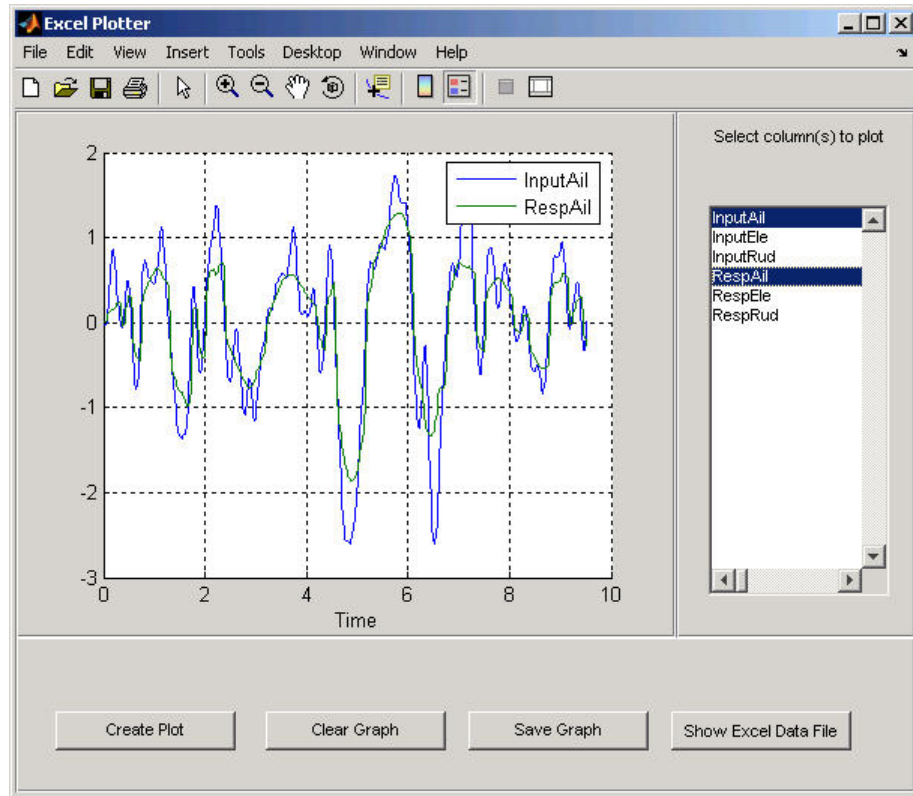 Excel Plotter
File Edit View Insert Tools Desktop Window Help
Select column(s) to plot
2
1
0
-1
-2
-3
0 2 4 6 8 10
Time
InputAil
RespAil
InputAil
InputEle
InputRud
RespAil
RespEle
RespRud
Create Plot Clear Graph Save Graph Show Excel Data File